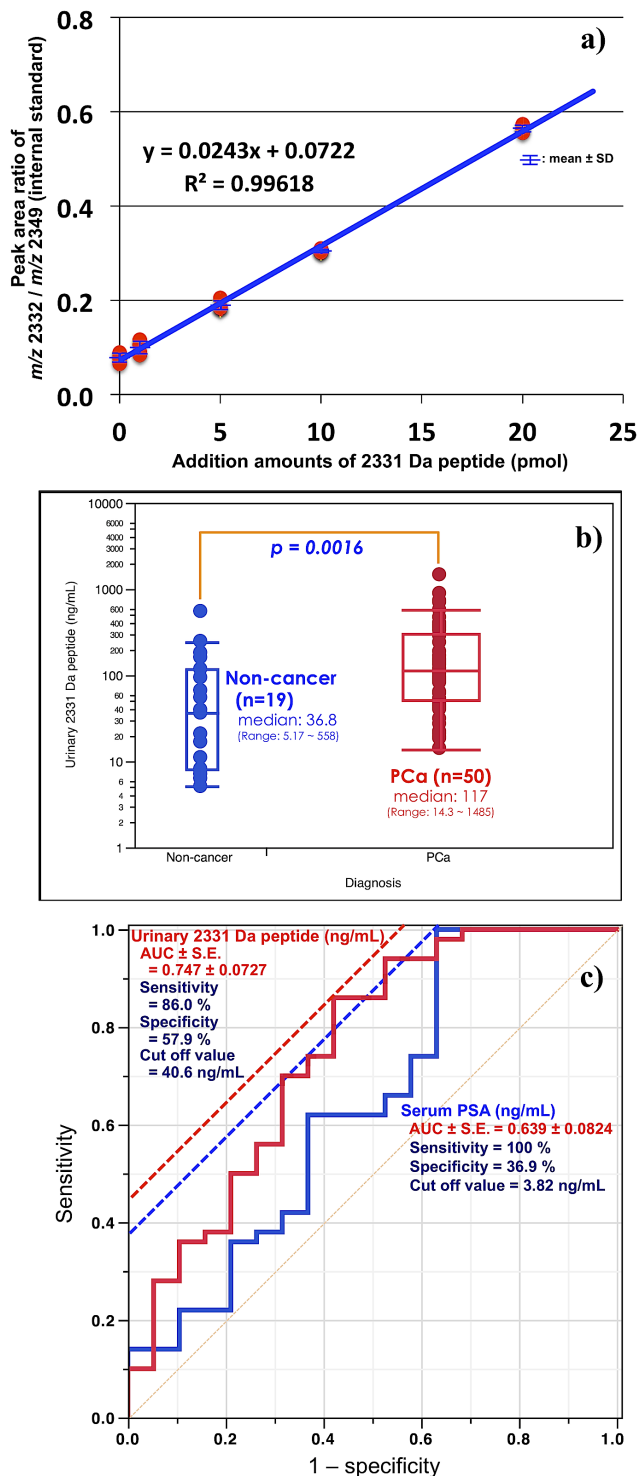 0.8
a)
0.6
y = 0.0243x + 0.0722
R² = 0.99618
: mean ± SD
0.4
0.2
0.0
0 5 10 15 20 25
Peak area ratio of
m/z 2332 / m/z 2349 (internal standard)
Addition amounts of 2331 Da peptide (pmol)
10000
b)
6000
4000
3000
2000
p = 0.0016
1000
600
400
300
200
100
60
40
30
20
10
6
4
3
2
1
Urinary 2331 Da peptide (ng/mL)
Non-cancer
(n=19)
median: 36.8
(Range: 5.17 ~ 558)
PCa (n=50)
median: 117
(Range: 14.3 ~ 1485)
Non-cancer
PCa
Diagnosis
1.0
Urinary 2331 Da peptide (ng/mL)
AUC ± S.E.
= 0.747 ± 0.0727
c)
Sensitivity
= 86.0 %
Specificity
= 57.9 %
Cut off value
= 40.6 ng/mL
0.8
0.6
Serum PSA (ng/mL)
AUC ± S.E. = 0.639 ± 0.0824
Sensitivity = 100 %
Specificity = 36.9 %
Cut off value = 3.82 ng/mL
0.4
0.2
0.0
Sensitivity
0.0 0.2 0.4 0.6 0.8 1.0
1 – specificity